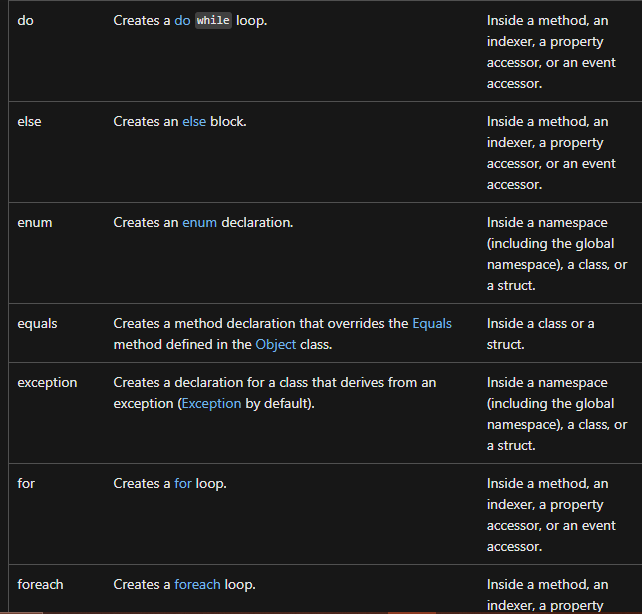 do
Creates a do while loop.
Inside a method, an
indexer, a property
accessor, or an event
accessor.
else
Creates an else block.
Inside a method, an
indexer, a property
accessor, or an event
accessor.
enum
Creates an enum declaration.
Inside a namespace
(including the global
namespace), a class, or
a struct.
equals
Creates a method declaration that overrides the Equals
method defined in the Object class.
Inside a class or a
struct.
exception
Creates a declaration for a class that derives from an
exception (Exception by default).
Inside a namespace
(including the global
namespace), a class, or
a struct.
for
Creates a for loop.
Inside a method, an
indexer, a property
accessor, or an event
accessor.
foreach
Creates a foreach loop.
Inside a method, an
indexer, a property